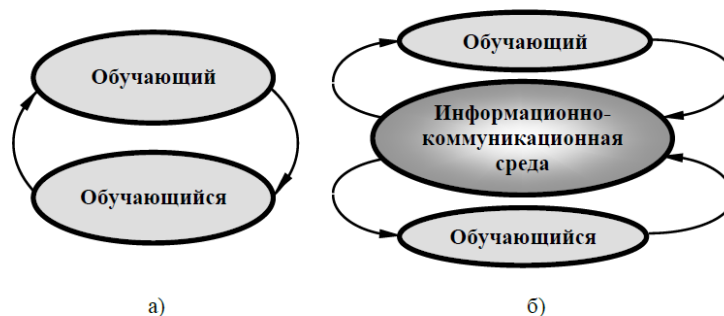 Обучающий
Обучающийся
а)
Обучающий
Информационно-
коммуникационная
среда
Обучающийся
б)